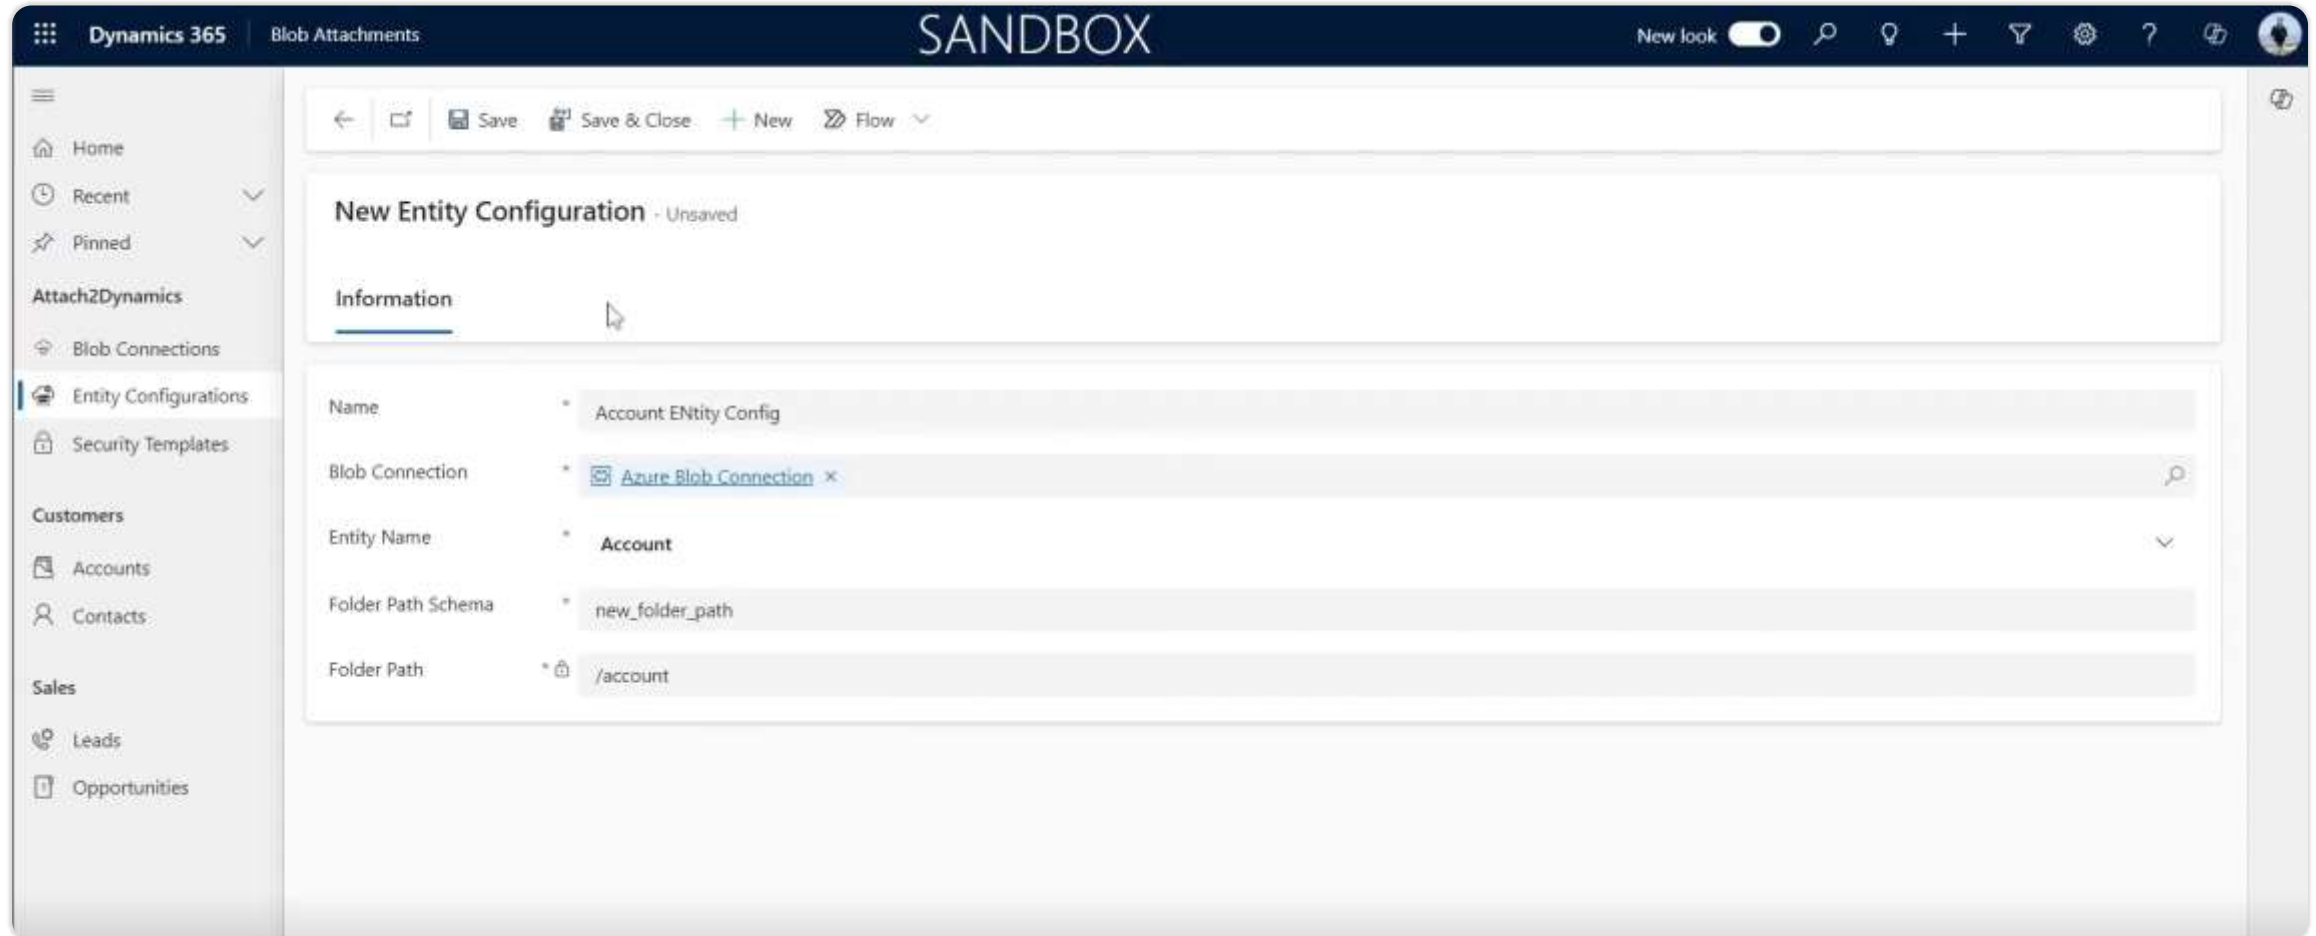 Dynamics 365 Blob Attachments SANDBOX New look
Save Save & Close New Flow
Home
Recent
Pinned
Attach2Dynamics
Blob Connections
Entity Configurations
Security Templates
Customers
Accounts
Contacts
Sales
Leads
Opportunities
New Entity Configuration - Unsaved
Information
Name * Account ENtity Config
Blob Connection * Azure Blob Connection ×
Entity Name * Account
Folder Path Schema * new_folder_path
Folder Path * /account